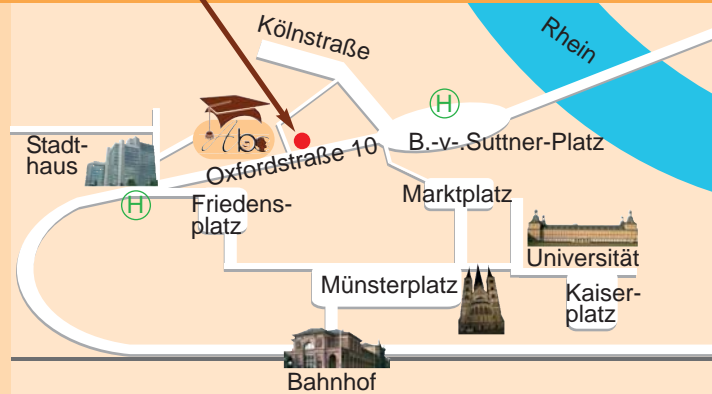 Kölnstraße
Rhein
H
B.-v-.Suttner-Platz
Stadt-
haus
Abc
Oxfordstraße 10
H
Friedens-
platz
Marktplatz
Universität
Münsterplatz
Kaiser-
platz
Bahnhof